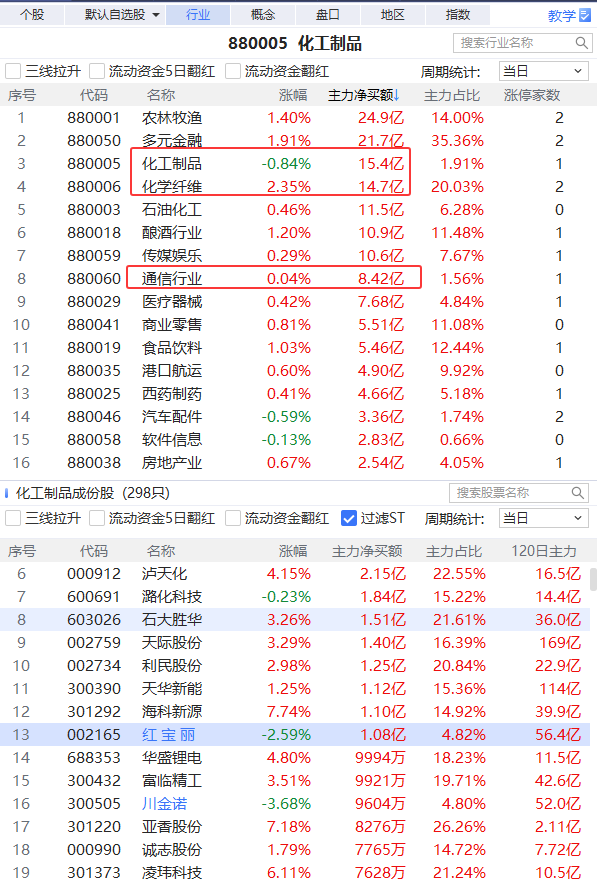 个股 默认自选股 行业 概念 盘口 地区 指数 教学
880005 化工制品 搜索行业名称
三线拉升 流动资金5日翻红 流动资金翻红 周期统计: 当日
序号 代码 名称 涨幅 主力净买额↓ 主力占比 涨停家数
1 880001 农林牧渔 1.40% 24.9亿 14.00% 2
2 880050 多元金融 1.91% 21.7亿 35.36% 2
3 880005 化工制品 -0.84% 15.4亿 1.91% 1
4 880006 化学纤维 2.35% 14.7亿 20.03% 2
5 880003 石油化工 0.46% 11.5亿 6.28% 0
6 880018 酿酒行业 1.20% 10.9亿 11.48% 1
7 880059 传媒娱乐 0.29% 10.6亿 7.67% 1
8 880060 通信行业 0.04% 8.42亿 1.56% 1
9 880029 医疗器械 0.42% 7.68亿 4.84% 1
10 880041 商业零售 0.81% 5.51亿 11.08% 0
11 880019 食品饮料 1.03% 5.46亿 12.44% 1
12 880035 港口航运 0.60% 4.90亿 9.92% 0
13 880025 西药制药 0.41% 4.66亿 5.18% 1
14 880046 汽车配件 -0.59% 3.36亿 1.74% 2
15 880058 软件信息 -0.13% 2.83亿 0.66% 0
16 880038 房地产业 0.67% 2.54亿 4.05% 1
化工制品成份股 (298只) 搜索股票名称
三线拉升 流动资金5日翻红 流动资金翻红 过滤ST 周期统计: 当日
序号 代码 名称 涨幅 主力净买额 主力占比 120日主力
6 000912 泸天化 4.15% 2.15亿 22.55% 16.5亿
7 600691 潞化科技 -0.23% 1.84亿 15.22% 14.4亿
8 603026 石大胜华 3.26% 1.51亿 21.61% 36.0亿
9 002759 天际股份 3.29% 1.40亿 16.39% 169亿
10 002734 利民股份 2.98% 1.25亿 20.84% 22.9亿
11 300390 天华新能 1.25% 1.12亿 15.36% 114亿
12 301292 海科新源 7.74% 1.10亿 14.92% 39.9亿
13 002165 红 宝 丽 -2.59% 1.08亿 4.82% 56.4亿
14 688353 华盛锂电 4.80% 9994万 18.23% 11.5亿
15 300432 富临精工 3.51% 9921万 19.71% 42.6亿
16 300505 川金诺 -3.68% 9604万 4.80% 52.0亿
17 301220 亚香股份 7.18% 8276万 26.26% 2.11亿
18 000990 诚志股份 1.79% 7765万 14.72% 7.72亿
19 301373 凌玮科技 6.11% 7628万 21.24% 10.5亿